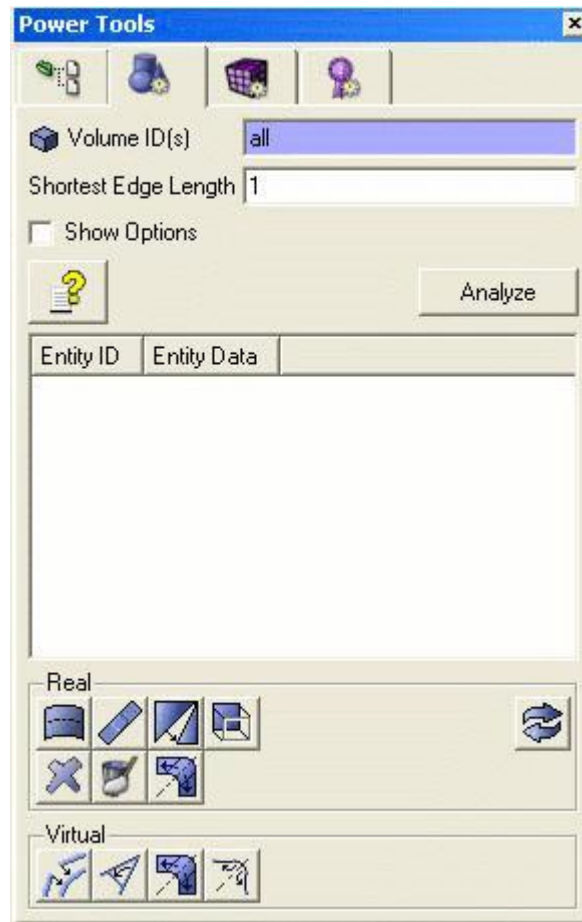 Power Tools
Volume ID(s) all
Shortest Edge Length 1
Show Options
Analyze
Entity ID Entity Data
Real
Virtual